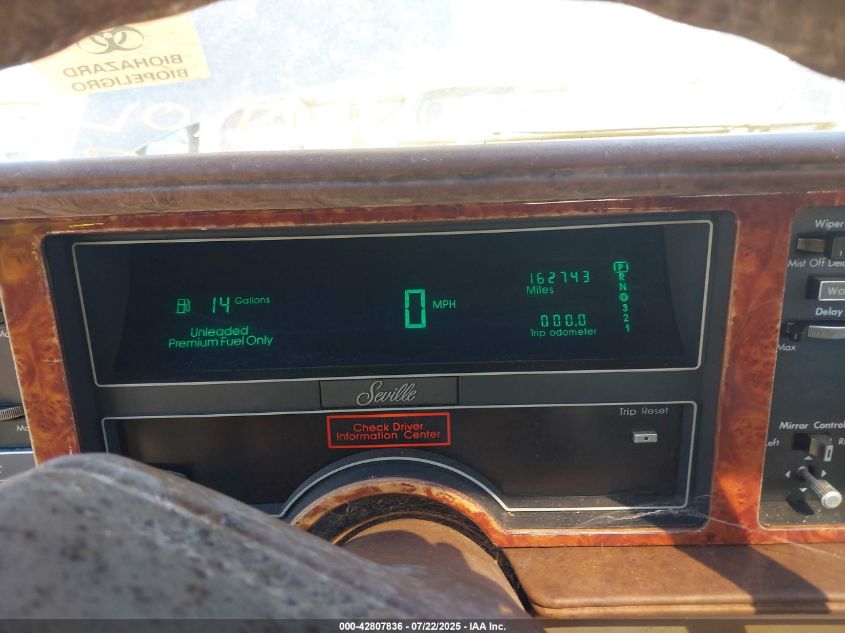 BIOHAZARD
BIOPELIGRO
Wiper
Mist Off
14 Gallons
Unleaded
Premium Fuel Only
0 MPH
162743
Miles
000.0
Trip odometer
P
R
N
D
3
2
1
Delay
Max
Seville
Check Driver
Information Center
Trip Reset
Mirror Control
Left
000-42807836 - 07/22/2025 - IAA Inc.